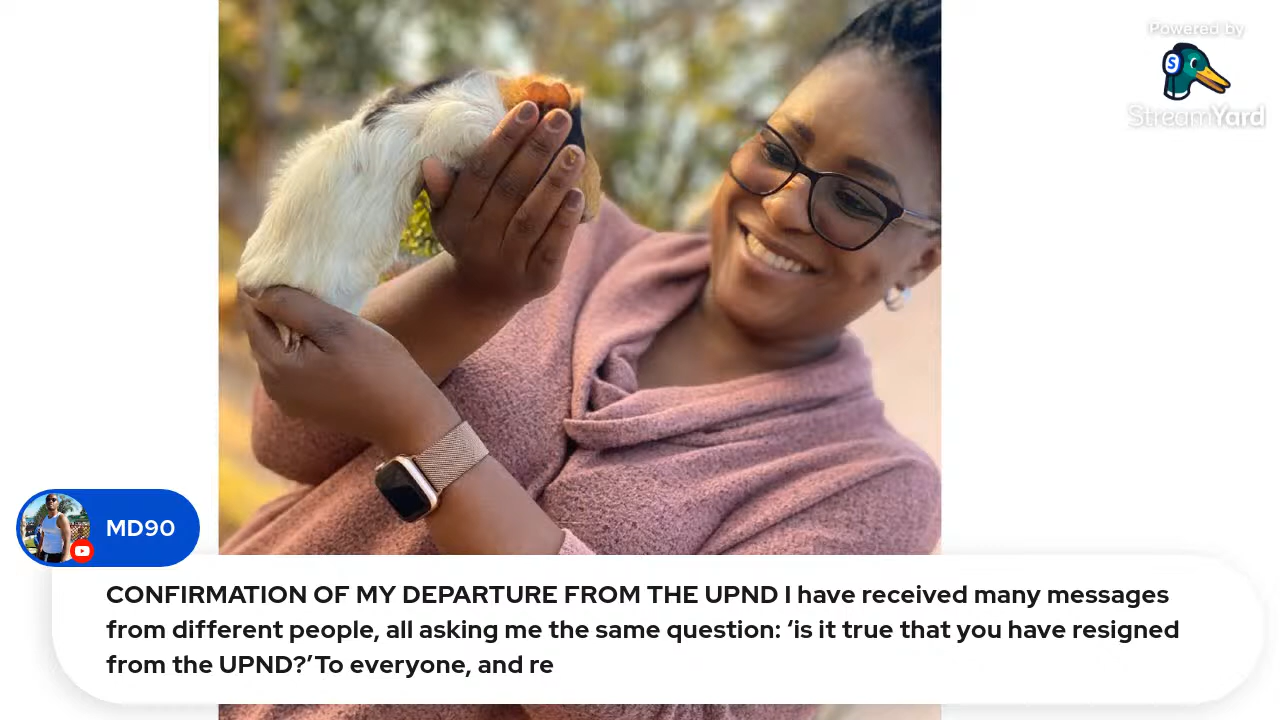 Powered by
StreamYard
MD90
CONFIRMATION OF MY DEPARTURE FROM THE UPND I have received many messages
from different people, all asking me the same question: ‘is it true that you have resigned
from the UPND?’To everyone, and re